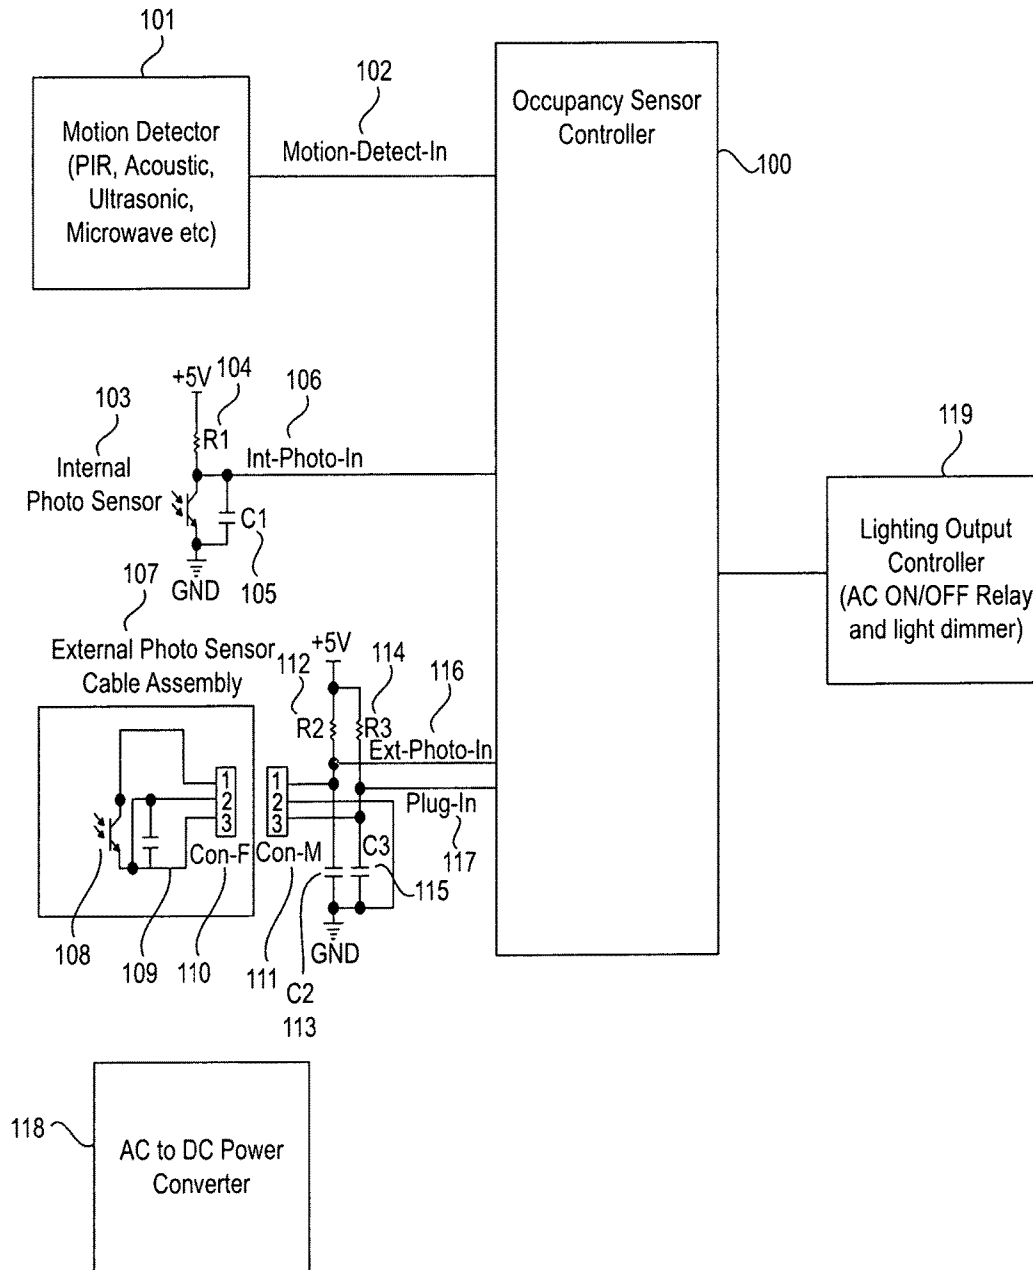 101
Motion Detector
(PIR, Acoustic,
Ultrasonic,
Microwave etc)
102
Motion-Detect-In
Occupancy Sensor
Controller
100
+5V
104
R1
103
Internal
Photo Sensor
106
Int-Photo-In
C1
GND
105
107
External Photo Sensor
Cable Assembly
1
2
3
Con-F
108
109
110
1
2
3
Con-M
111
+5V
112
R2
114
R3
116
Ext-Photo-In
Plug-In
117
C3
115
GND
C2
113
119
Lighting Output
Controller
(AC ON/OFF Relay
and light dimmer)
118
AC to DC Power
Converter